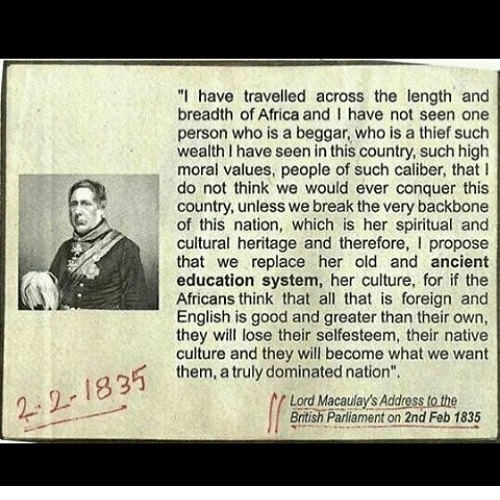 "I have travelled across the length and
breadth of Africa and I have not seen one
person who is a beggar, who is a thief such
wealth I have seen in this country, such high
moral values, people of such caliber, that I
do not think we would ever conquer this
country, unless we break the very backbone
of this nation, which is her spiritual and
cultural heritage and therefore, I propose
that we replace her old and ancient
education system, her culture, for if the
Africans think that all that is foreign and
English is good and greater than their own,
they will lose their selfesteem, their native
culture and they will become what we want
them, a truly dominated nation".
Lord Macaulay's Address to the
British Parliament on 2nd Feb 1835
2-2-1835